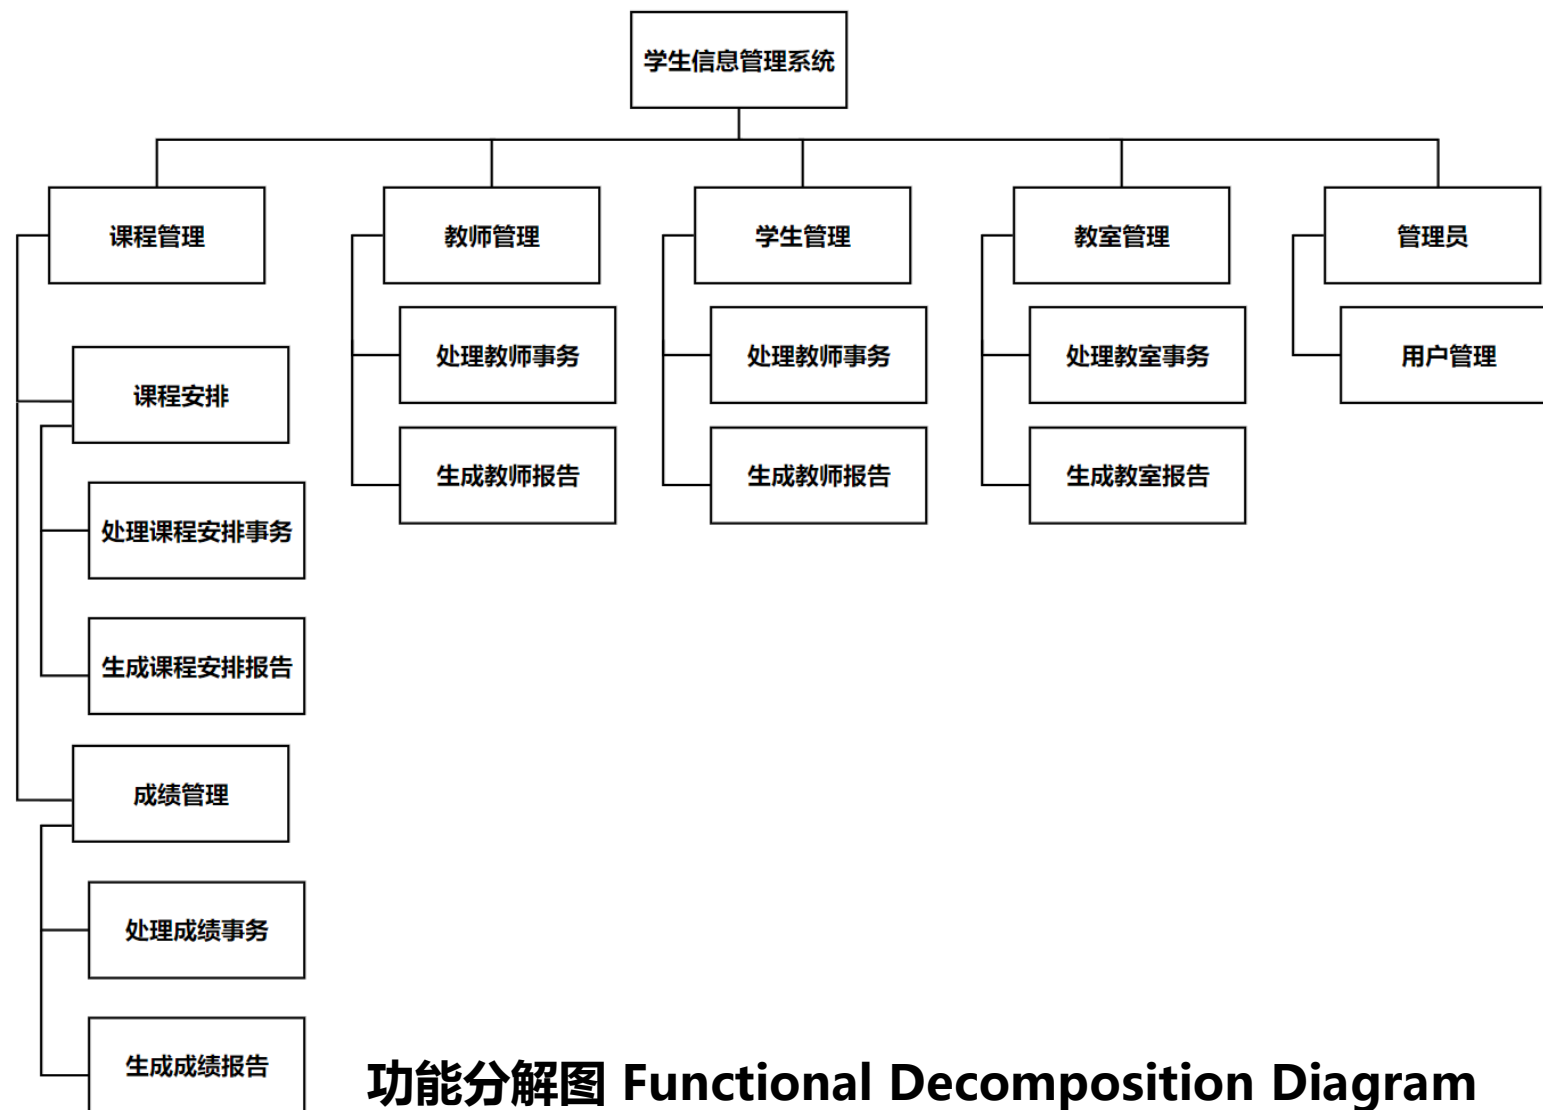 学生信息管理系统
课程管理
教师管理
学生管理
教室管理
管理员
处理教师事务
处理教师事务
处理教室事务
用户管理
课程安排
生成教师报告
生成教师报告
生成教室报告
处理课程安排事务
生成课程安排报告
成绩管理
处理成绩事务
生成成绩报告
功能分解图 Functional Decomposition Diagram